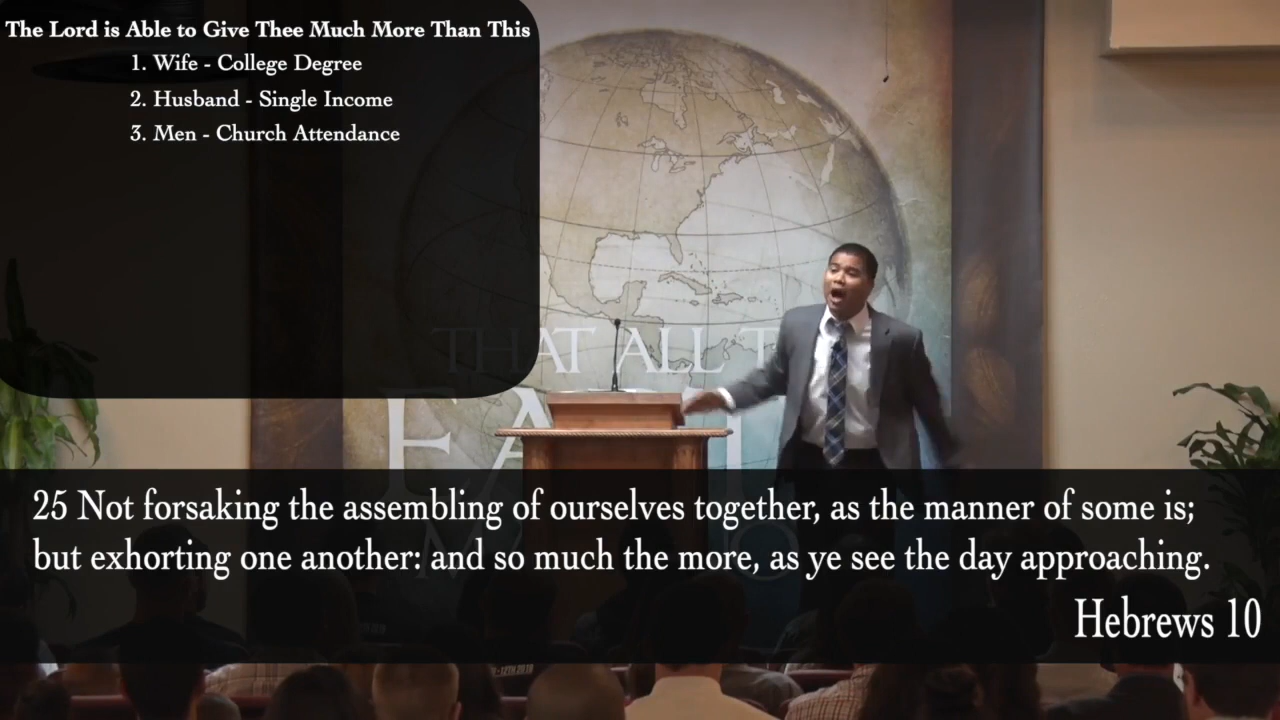 The Lord is Able to Give Thee Much More Than This
1. Wife - College Degree
2. Husband - Single Income
3. Men - Church Attendance
THAT ALL T
25 Not forsaking the assembling of ourselves together, as the manner of some is;
but exhorting one another: and so much the more, as ye see the day approaching.
Hebrews 10